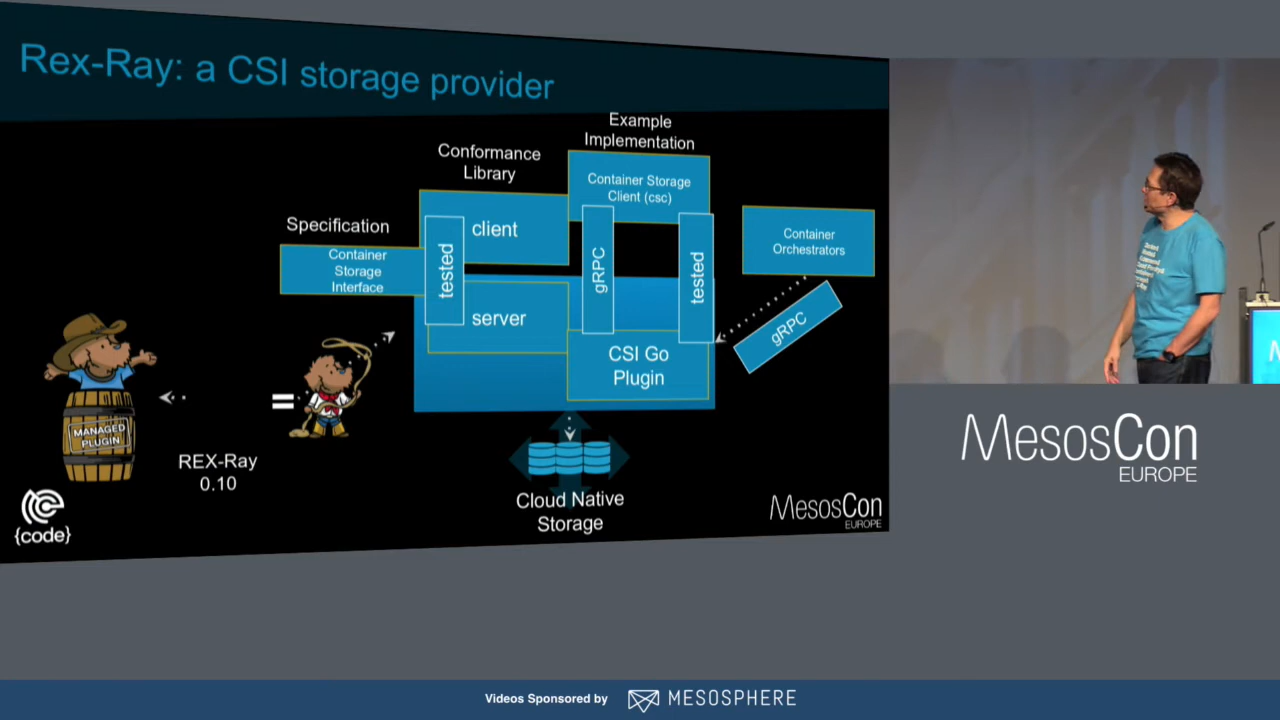 Rex-Ray: a CSI storage provider
Example
Implementation
Conformance
Library
Container Storage
Client (csc)
Specification
client
Container
Orchestrators
Container
Storage
Interface
tested
gRPC
tested
server
gRPC
CSI Go
Plugin
MANAGED
PLUGIN
REX-Ray
0.10
Cloud Native
Storage
{code}
MesosCon
EUROPE
MesosCon
EUROPE
Videos Sponsored by
MESOSPHERE